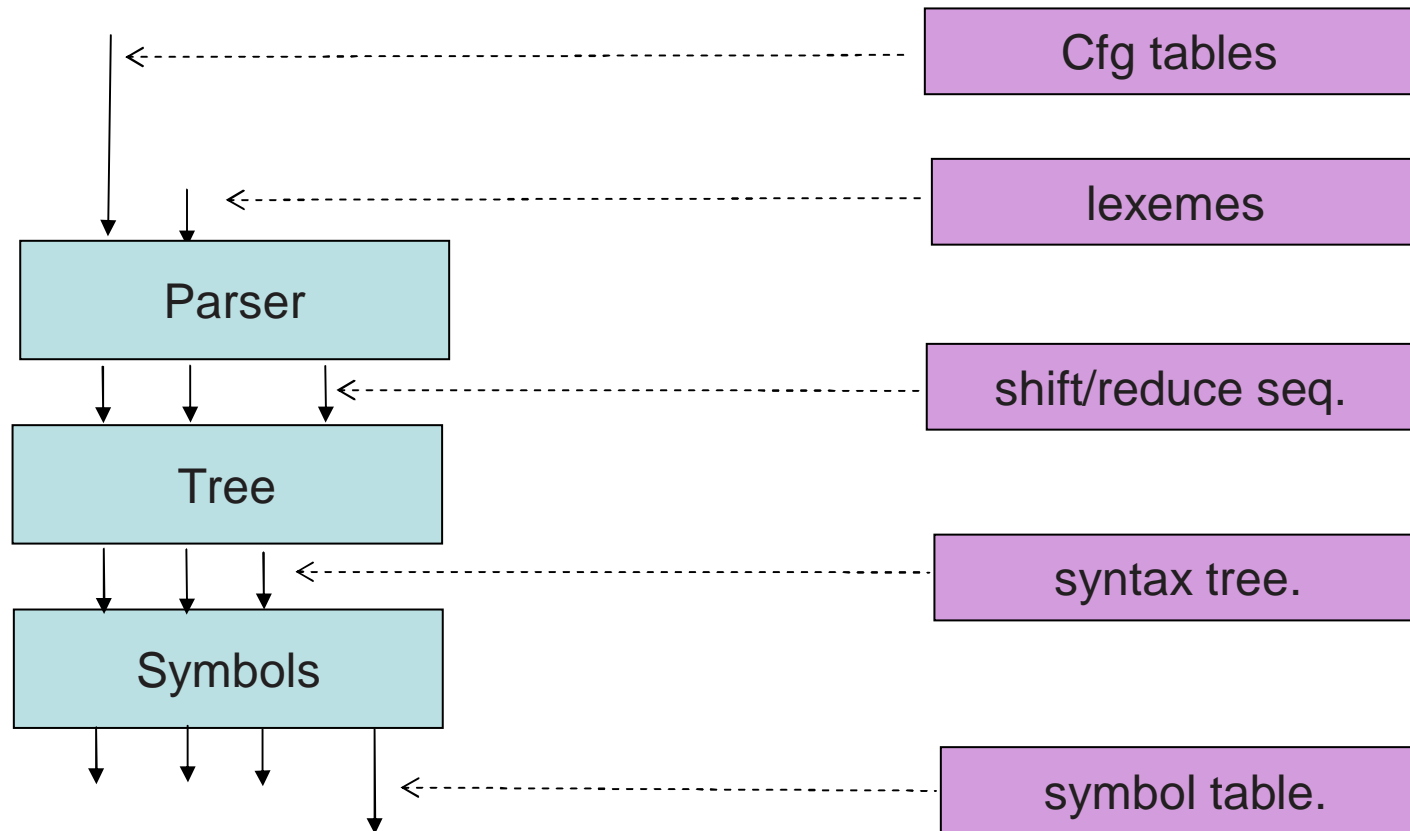 Cfg tables
lexemes
Parser
shift/reduce seq.
Tree
syntax tree.
Symbols
symbol table.